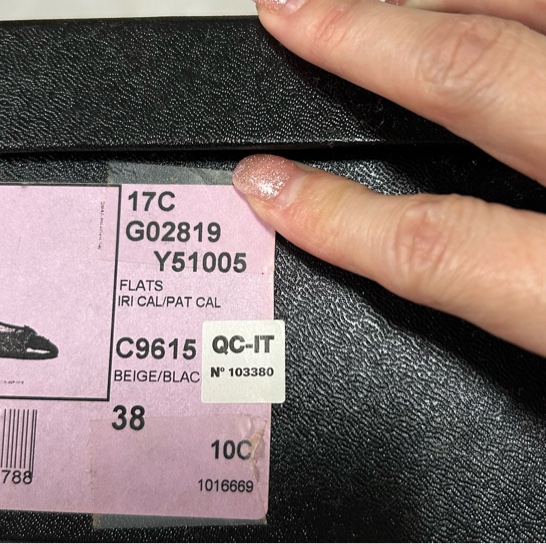 17C
G02819
Y51005
FLATS
IRI CAL/PAT CAL
C9615
BEIGE/BLAC
QC-IT
Nº 103380
38
10C
788
1016669